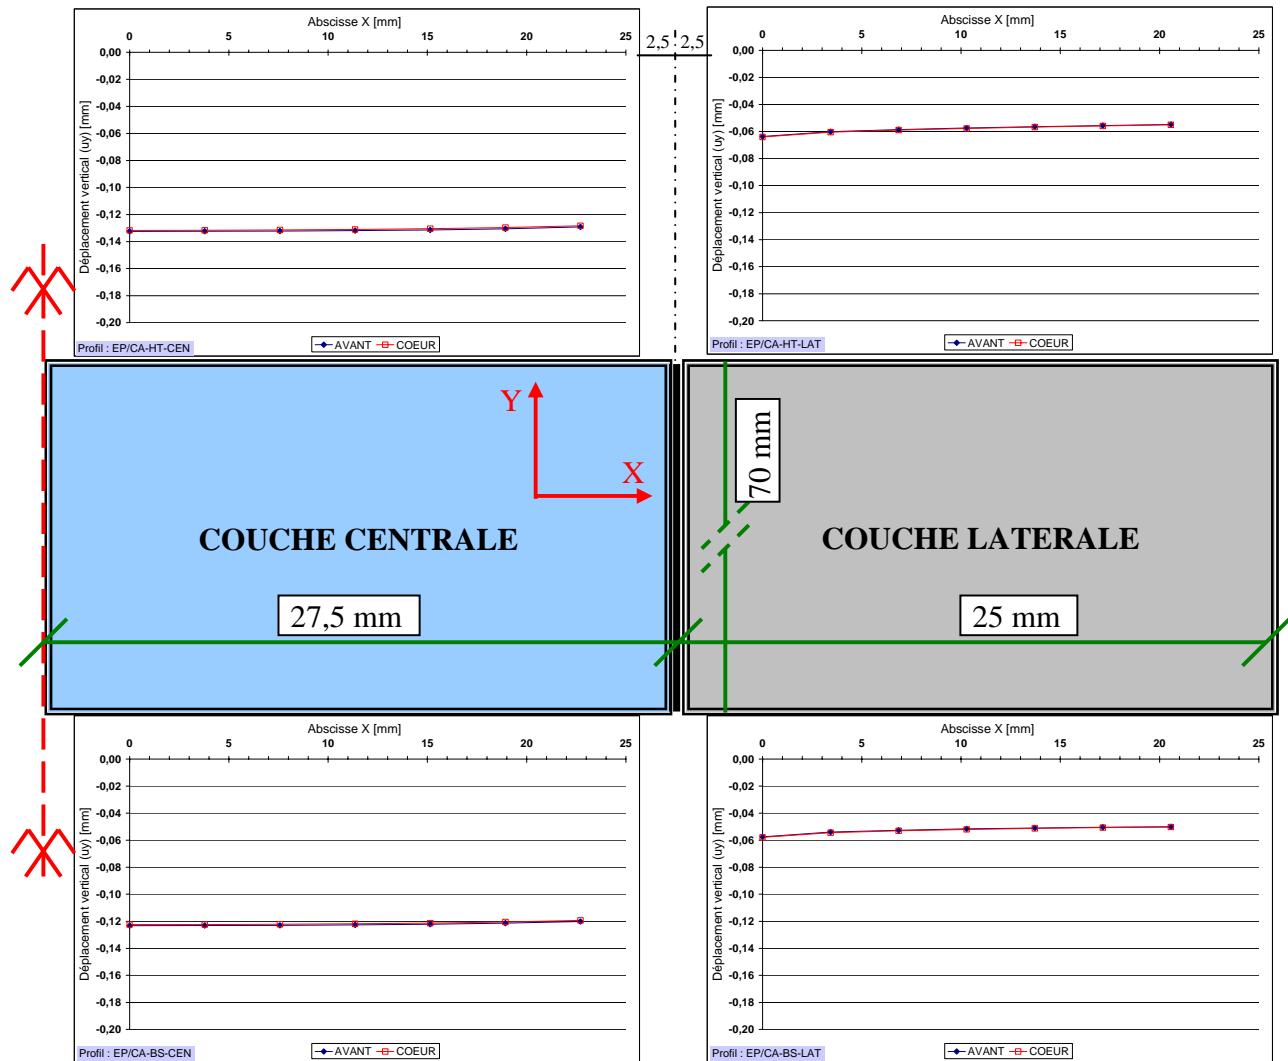 Abscisse X [mm]
0 5 10 15 20 25
Déplacement vertical (uy) [mm]
0,00
-0,02
-0,04
-0,06
-0,08
-0,10
-0,12
-0,14
-0,16
-0,18
-0,20
Profil : EP/CA-HT-CEN
AVANT COEUR
2,5 2,5
Abscisse X [mm]
0 5 10 15 20 25
Déplacement vertical (uy) [mm]
0,00
-0,02
-0,04
-0,06
-0,08
-0,10
-0,12
-0,14
-0,16
-0,18
-0,20
Profil : EP/CA-HT-LAT
AVANT COEUR
Y
X
COUCHE CENTRALE
27,5 mm
70 mm
COUCHE LATERALE
25 mm
Abscisse X [mm]
0 5 10 15 20 25
Déplacement vertical (uy) [mm]
0,00
-0,02
-0,04
-0,06
-0,08
-0,10
-0,12
-0,14
-0,16
-0,18
-0,20
Profil : EP/CA-BS-CEN
AVANT COEUR
Abscisse X [mm]
0 5 10 15 20 25
Déplacement vertical (uy) [mm]
0,00
-0,02
-0,04
-0,06
-0,08
-0,10
-0,12
-0,14
-0,16
-0,18
-0,20
Profil : EP/CA-BS-LAT
AVANT COEUR